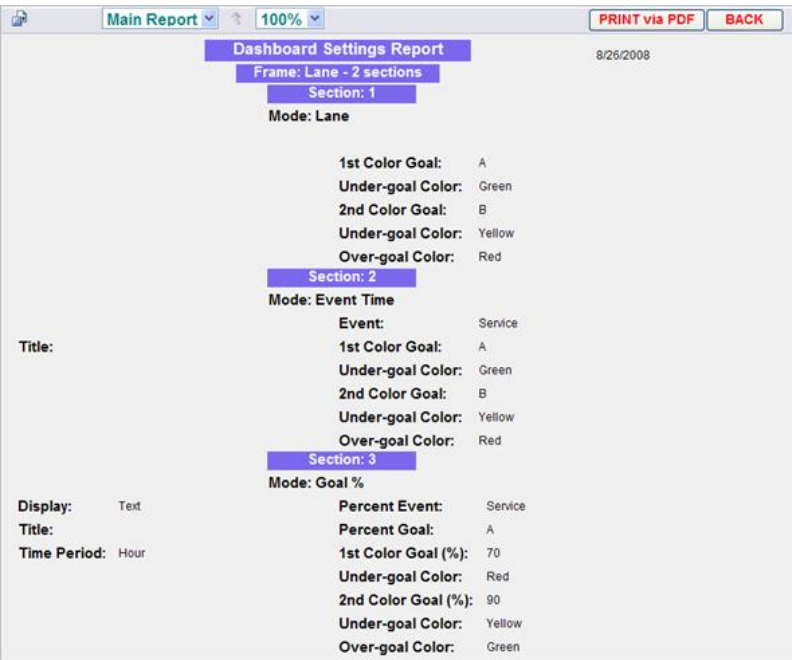 Main Report 100% PRINT via PDF BACK
Dashboard Settings Report
8/26/2008
Frame: Lane - 2 sections
Section: 1
Mode: Lane
1st Color Goal: A
Under-goal Color: Green
2nd Color Goal: B
Under-goal Color: Yellow
Over-goal Color: Red
Section: 2
Mode: Event Time
Event: Service
Title: 1st Color Goal: A
Under-goal Color: Green
2nd Color Goal: B
Under-goal Color: Yellow
Over-goal Color: Red
Section: 3
Mode: Goal %
Display: Text Percent Event: Service
Title: Percent Goal: A
Time Period: Hour 1st Color Goal (%): 70
Under-goal Color: Red
2nd Color Goal (%): 90
Under-goal Color: Yellow
Over-goal Color: Green